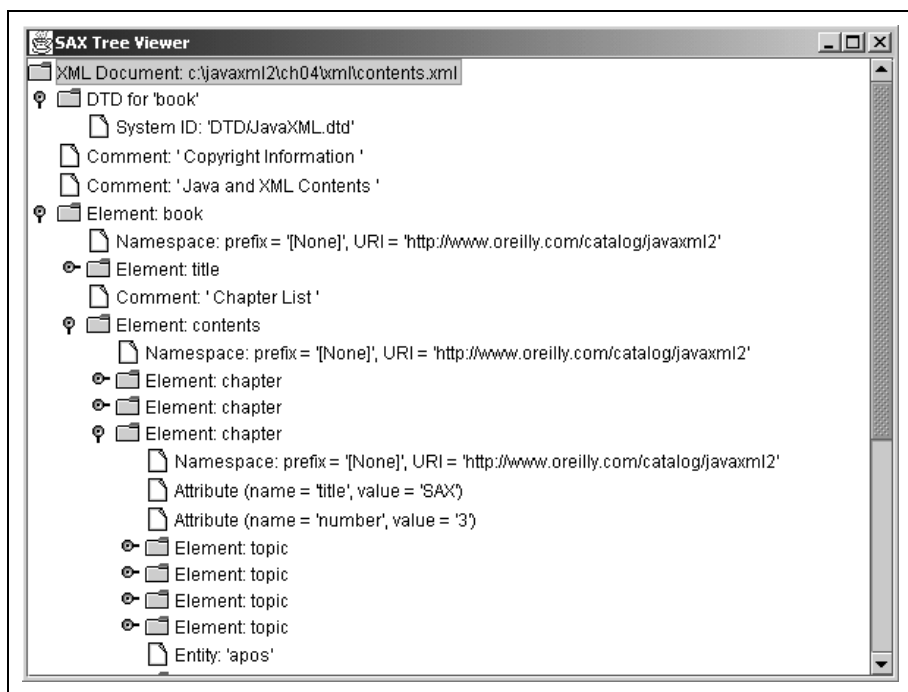 SAX Tree Viewer
XML Document: c:\javaxml2\ch04\xml\contents.xml
DTD for 'book'
System ID: 'DTD/JavaXML.dtd'
Comment: ' Copyright Information '
Comment: ' Java and XML Contents '
Element: book
Namespace: prefix = '[None]', URI = 'http://www.oreilly.com/catalog/javaxml2'
Element: title
Comment: ' Chapter List '
Element: contents
Namespace: prefix = '[None]', URI = 'http://www.oreilly.com/catalog/javaxml2'
Element: chapter
Element: chapter
Element: chapter
Namespace: prefix = '[None]', URI = 'http://www.oreilly.com/catalog/javaxml2'
Attribute (name = 'title', value = 'SAX')
Attribute (name = 'number', value = '3')
Element: topic
Element: topic
Element: topic
Element: topic
Entity: 'apos'